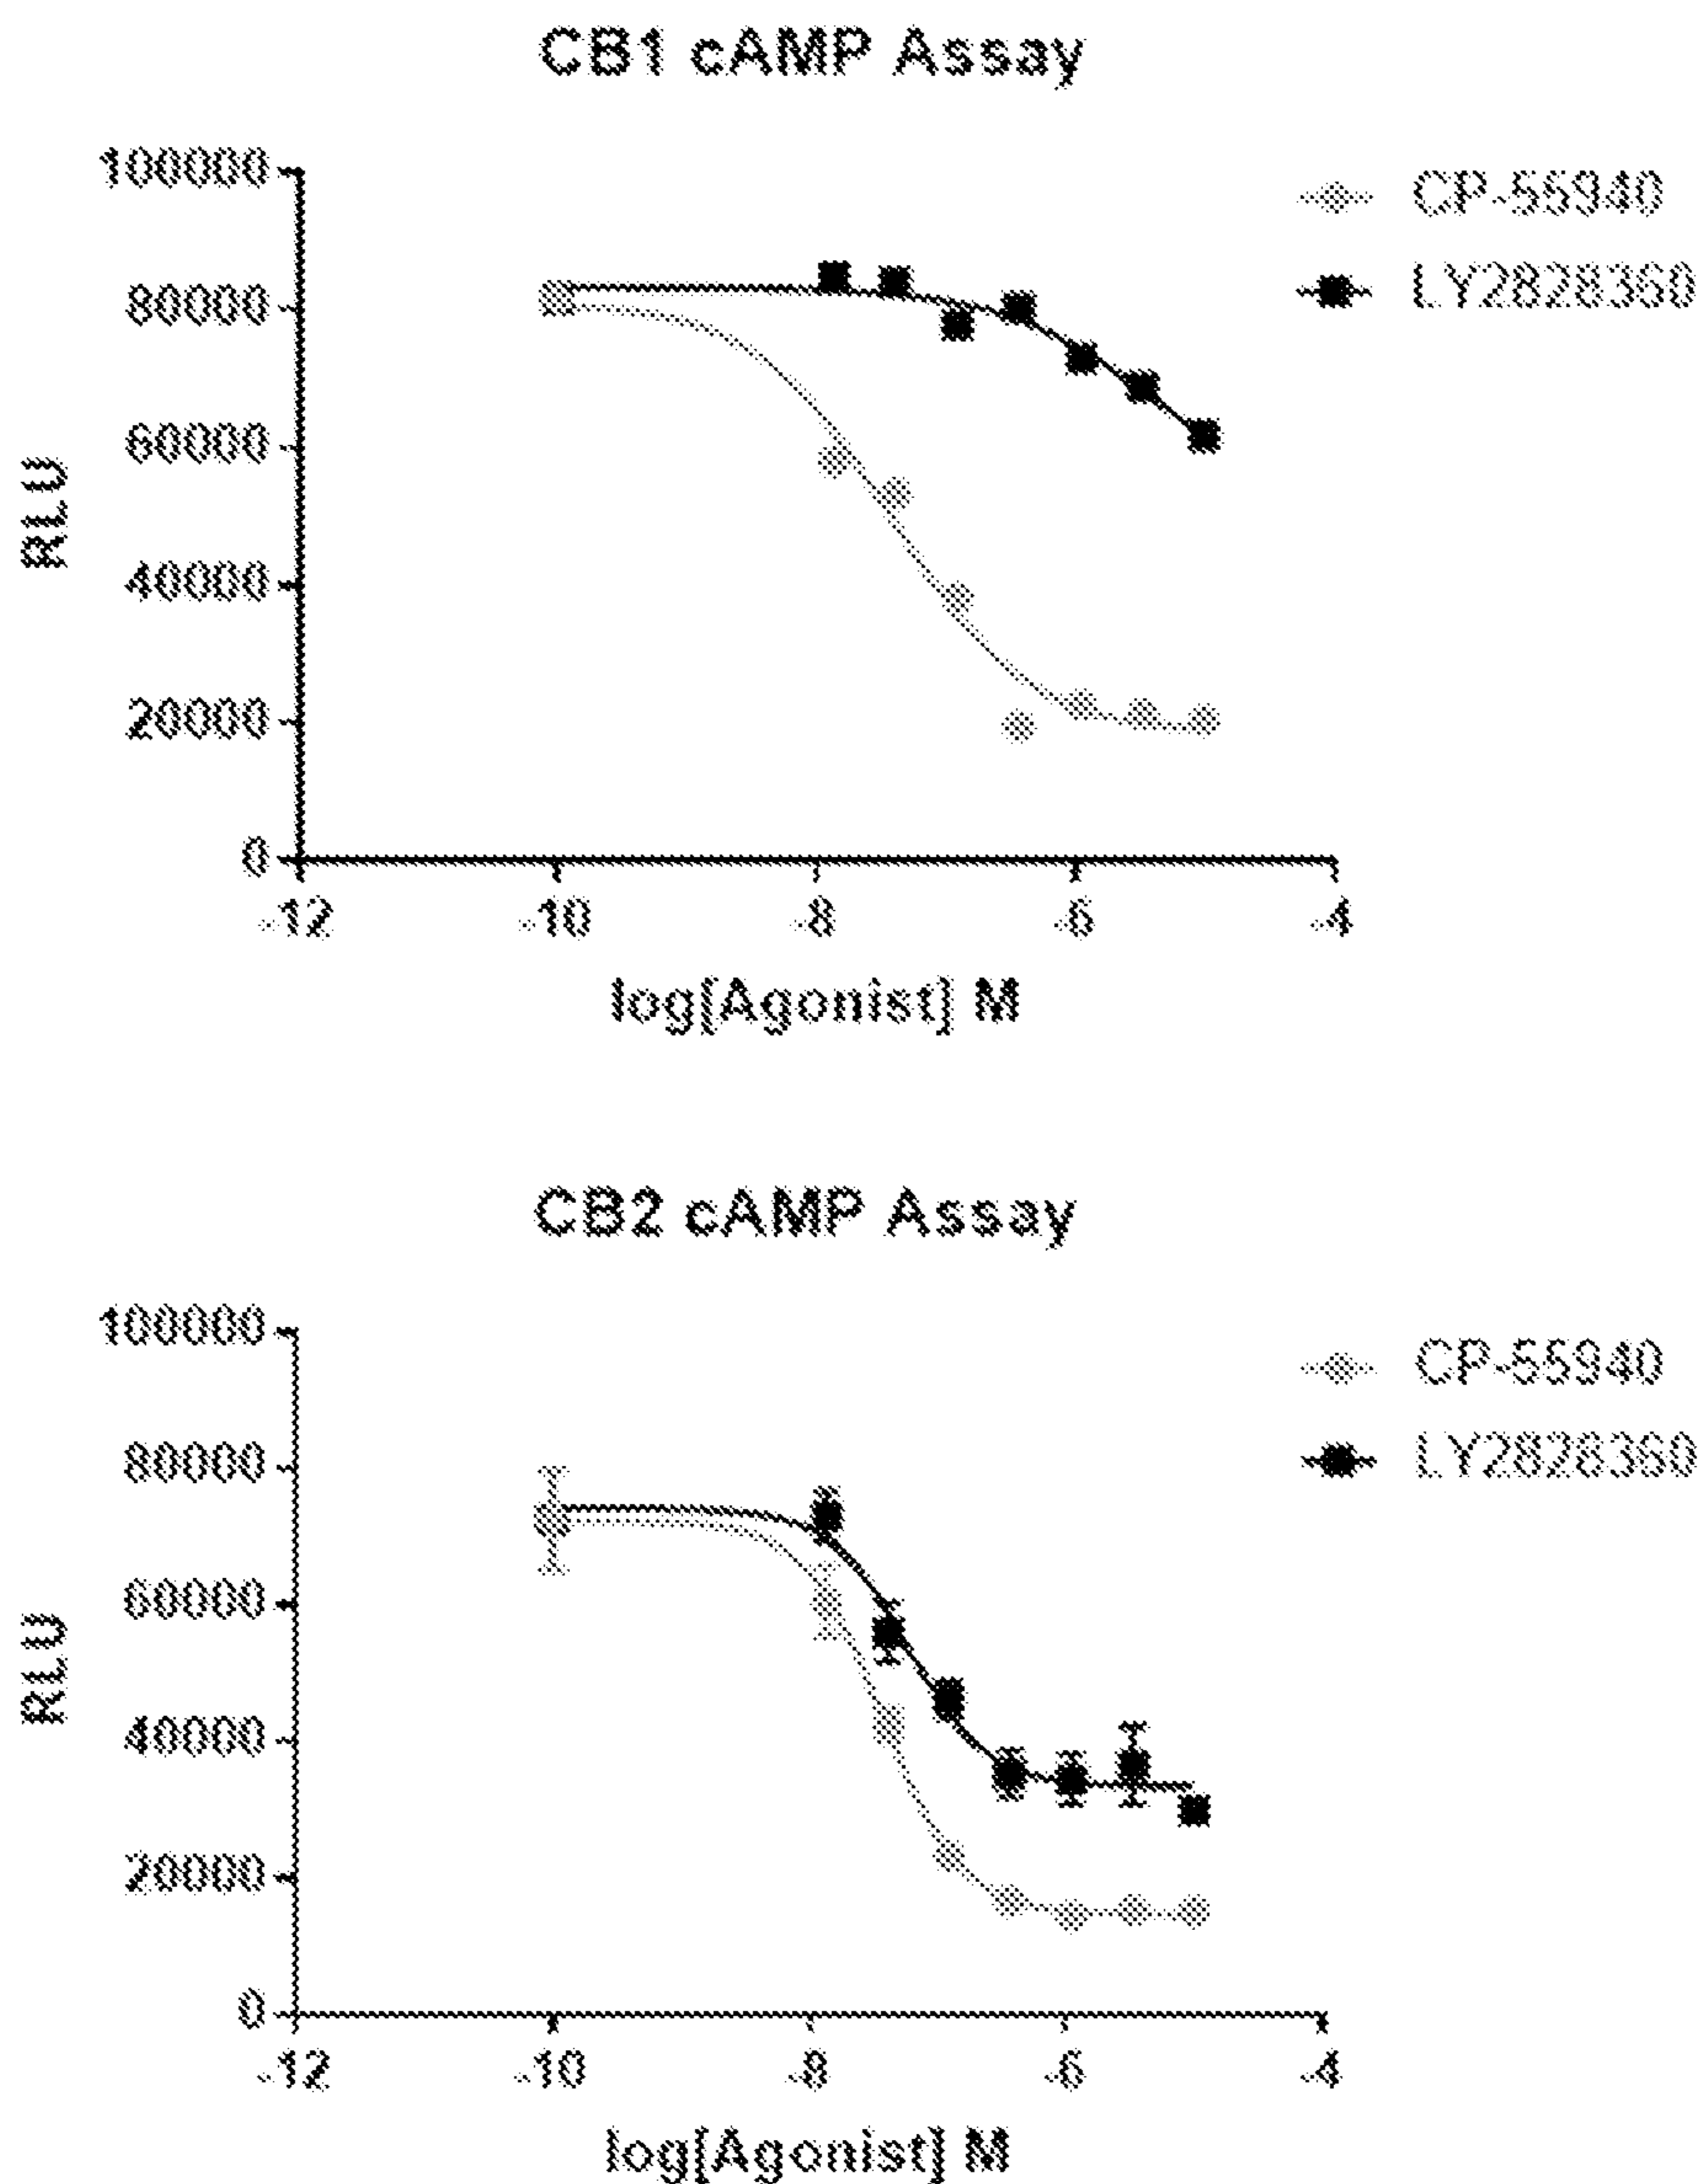 CB1 cAMP Assay
100000
80000
60000
40000
20000
0
RLU
-12 -10 -8 -6 -4
log[Agonist] M
CP-55940
LY2828360
CB2 cAMP Assay
100000
80000
60000
40000
20000
0
RLU
-12 -10 -8 -6 -4
log[Agonist] M
CP-55940
LY2828360